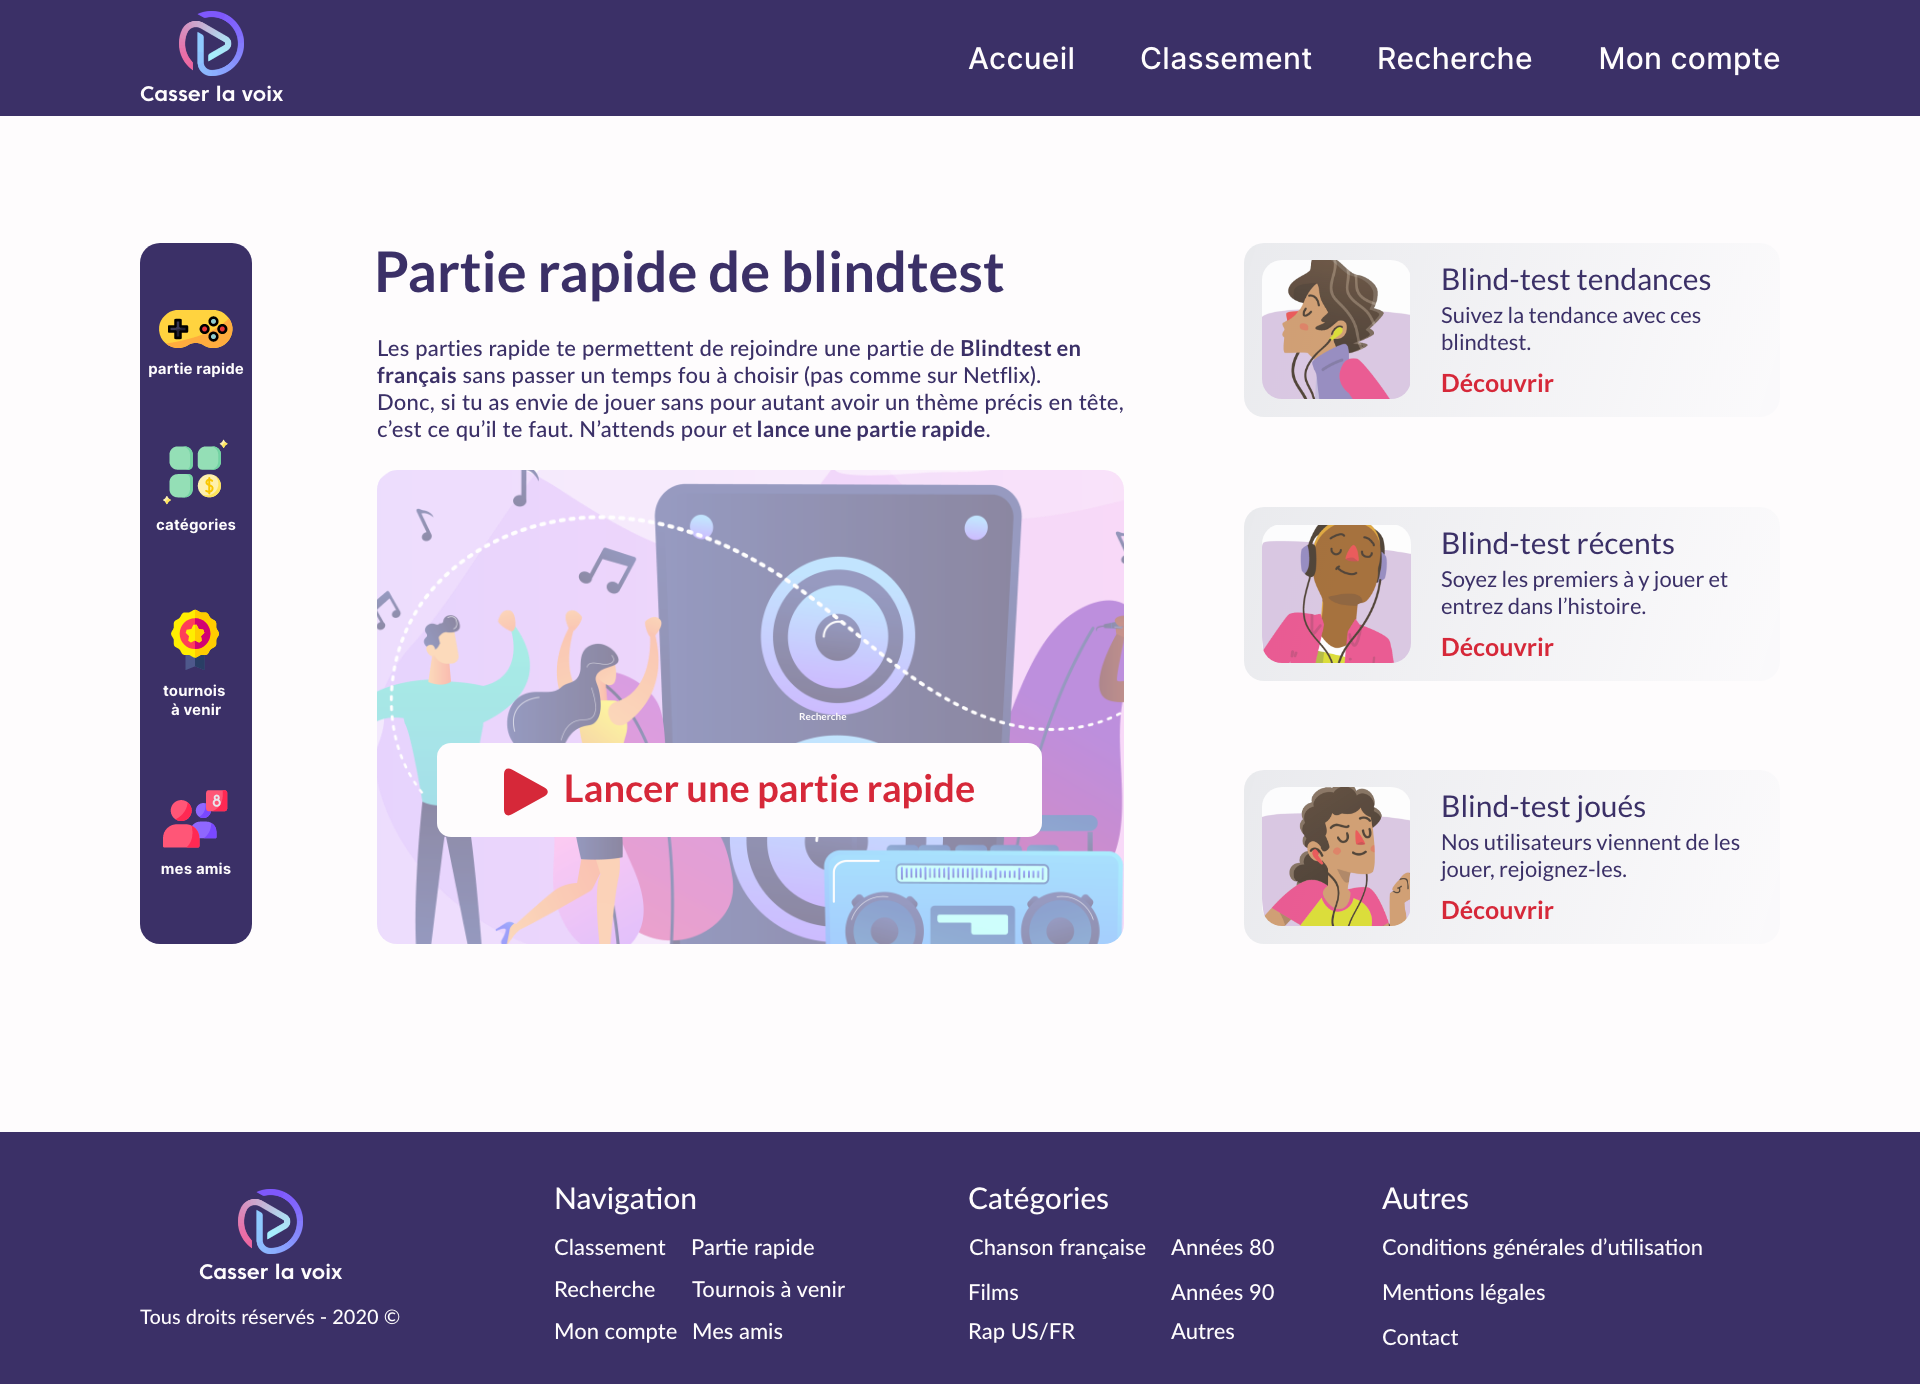 Casser la voix
Accueil
Classement
Recherche
Mon compte
partie rapide
catégories
tournois
à venir
mes amis
8
Partie rapide de blindtest
Les parties rapide te permettent de rejoindre une partie de Blindtest en
français sans passer un temps fou à choisir (pas comme sur Netflix).
Donc, si tu as envie de jouer sans pour autant avoir un thème précis en tête,
c’est ce qu’il te faut. N’attends pour et lance une partie rapide.
Recherche
Lancer une partie rapide
Blind-test tendances
Suivez la tendance avec ces
blindtest.
Découvrir
Blind-test récents
Soyez les premiers à y jouer et
entrez dans l’histoire.
Découvrir
Blind-test joués
Nos utilisateurs viennent de les
jouer, rejoignez-les.
Découvrir
Casser la voix
Tous droits réservés - 2020 ©
Navigation
Classement
Partie rapide
Recherche
Tournois à venir
Mon compte
Mes amis
Catégories
Chanson française
Années 80
Films
Années 90
Rap US/FR
Autres
Autres
Conditions générales d’utilisation
Mentions légales
Contact